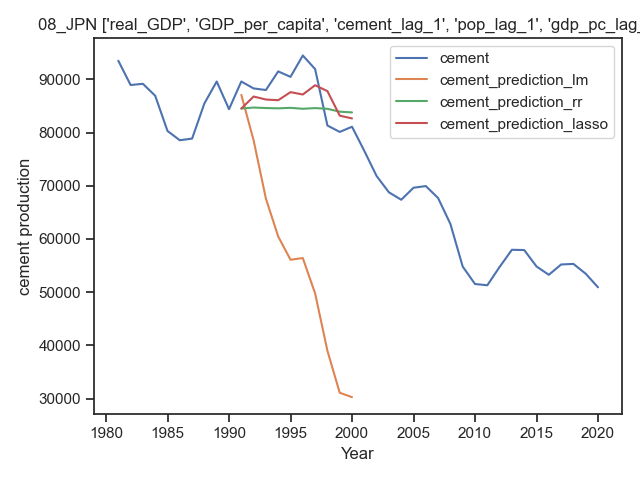 08_JPN ['real_GDP', 'GDP_per_capita', 'cement_lag_1', 'pop_lag_1', 'gdp_pc_lag_
cement
cement_prediction_lm
cement_prediction_rr
cement_prediction_lasso
cement production
90000
80000
70000
60000
50000
40000
30000
1980 1985 1990 1995 2000 2005 2010 2015 2020
Year